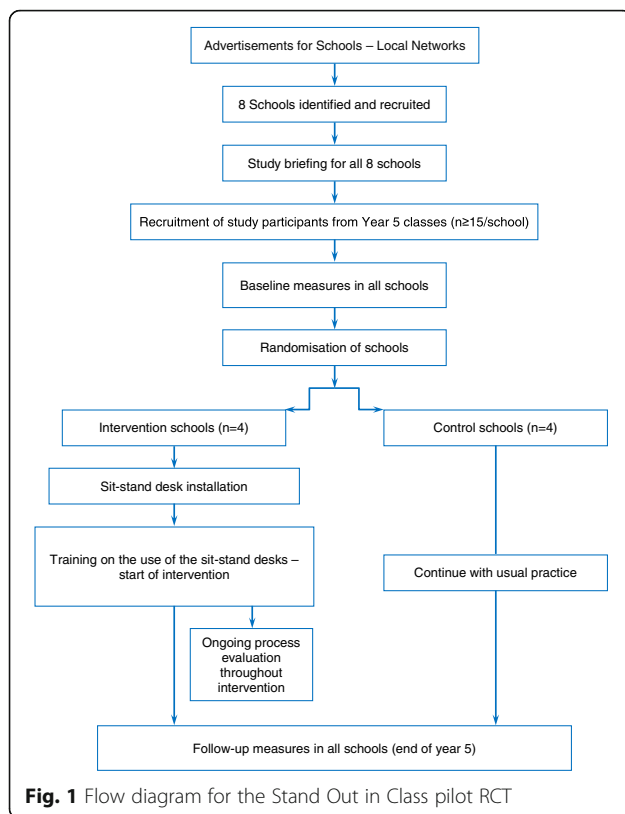 Advertisements for Schools – Local Networks
8 Schools identified and recruited
Study briefing for all 8 schools
Recruitment of study participants from Year 5 classes (n≥15/school)
Baseline measures in all schools
Randomisation of schools
Intervention schools (n=4)
Control schools (n=4)
Sit-stand desk installation
Training on the use of the sit-stand desks –
start of intervention
Continue with usual practice
Ongoing process
evaluation
throughout
intervention
Follow-up measures in all schools (end of year 5)
Fig. 1 Flow diagram for the Stand Out in Class pilot RCT